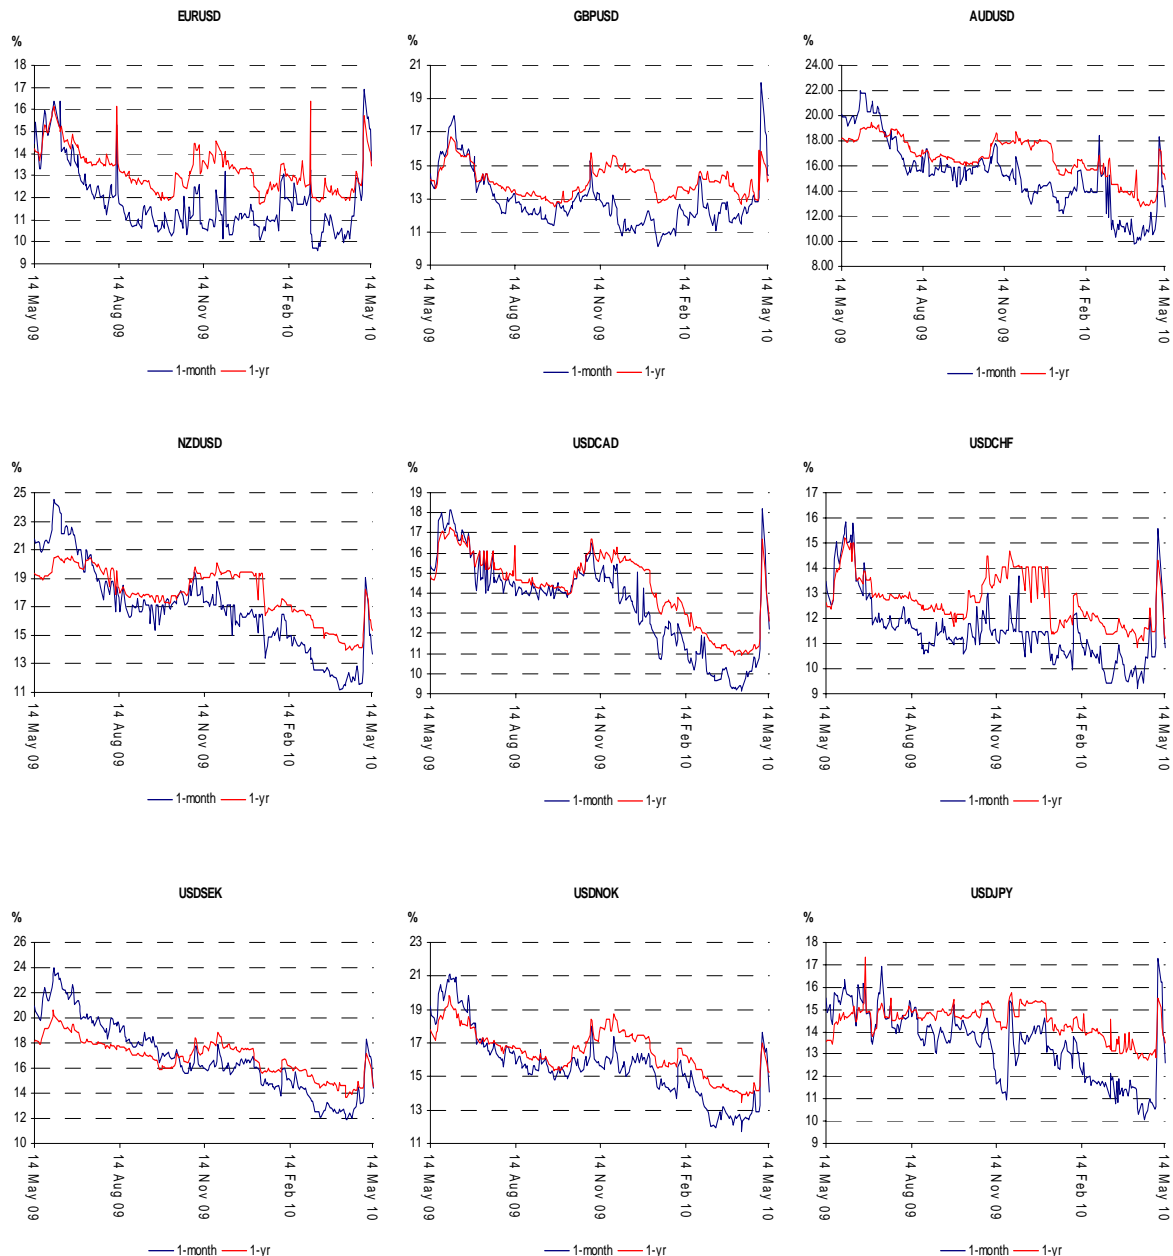 EURUSD
%
18
17
16
15
14
13
12
11
10
9
14 May 09
14 Aug 09
14 Nov 09
14 Feb 10
14 May 10
1-month 1-yr
GBPUSD
%
21
19
17
15
13
11
9
14 May 09
14 Aug 09
14 Nov 09
14 Feb 10
14 May 10
1-month 1-yr
AUDUSD
%
24.00
22.00
20.00
18.00
16.00
14.00
12.00
10.00
8.00
14 May 09
14 Aug 09
14 Nov 09
14 Feb 10
14 May 10
1-month 1-yr
NZDUSD
%
25
23
21
19
17
15
13
11
14 May 09
14 Aug 09
14 Nov 09
14 Feb 10
14 May 10
1-month 1-yr
USDCAD
%
19
18
17
16
15
14
13
12
11
10
9
14 May 09
14 Aug 09
14 Nov 09
14 Feb 10
14 May 10
1-month 1-yr
USDCHF
%
17
16
15
14
13
12
11
10
9
14 May 09
14 Aug 09
14 Nov 09
14 Feb 10
14 May 10
1-month 1-yr
USDSEK
%
26
24
22
20
18
16
14
12
10
14 May 09
14 Aug 09
14 Nov 09
14 Feb 10
14 May 10
1-month 1-yr
USDNOK
%
23
21
19
17
15
13
11
14 May 09
14 Aug 09
14 Nov 09
14 Feb 10
14 May 10
1-month 1-yr
USDJPY
%
18
17
16
15
14
13
12
11
10
9
14 May 09
14 Aug 09
14 Nov 09
14 Feb 10
14 May 10
1-month 1-yr